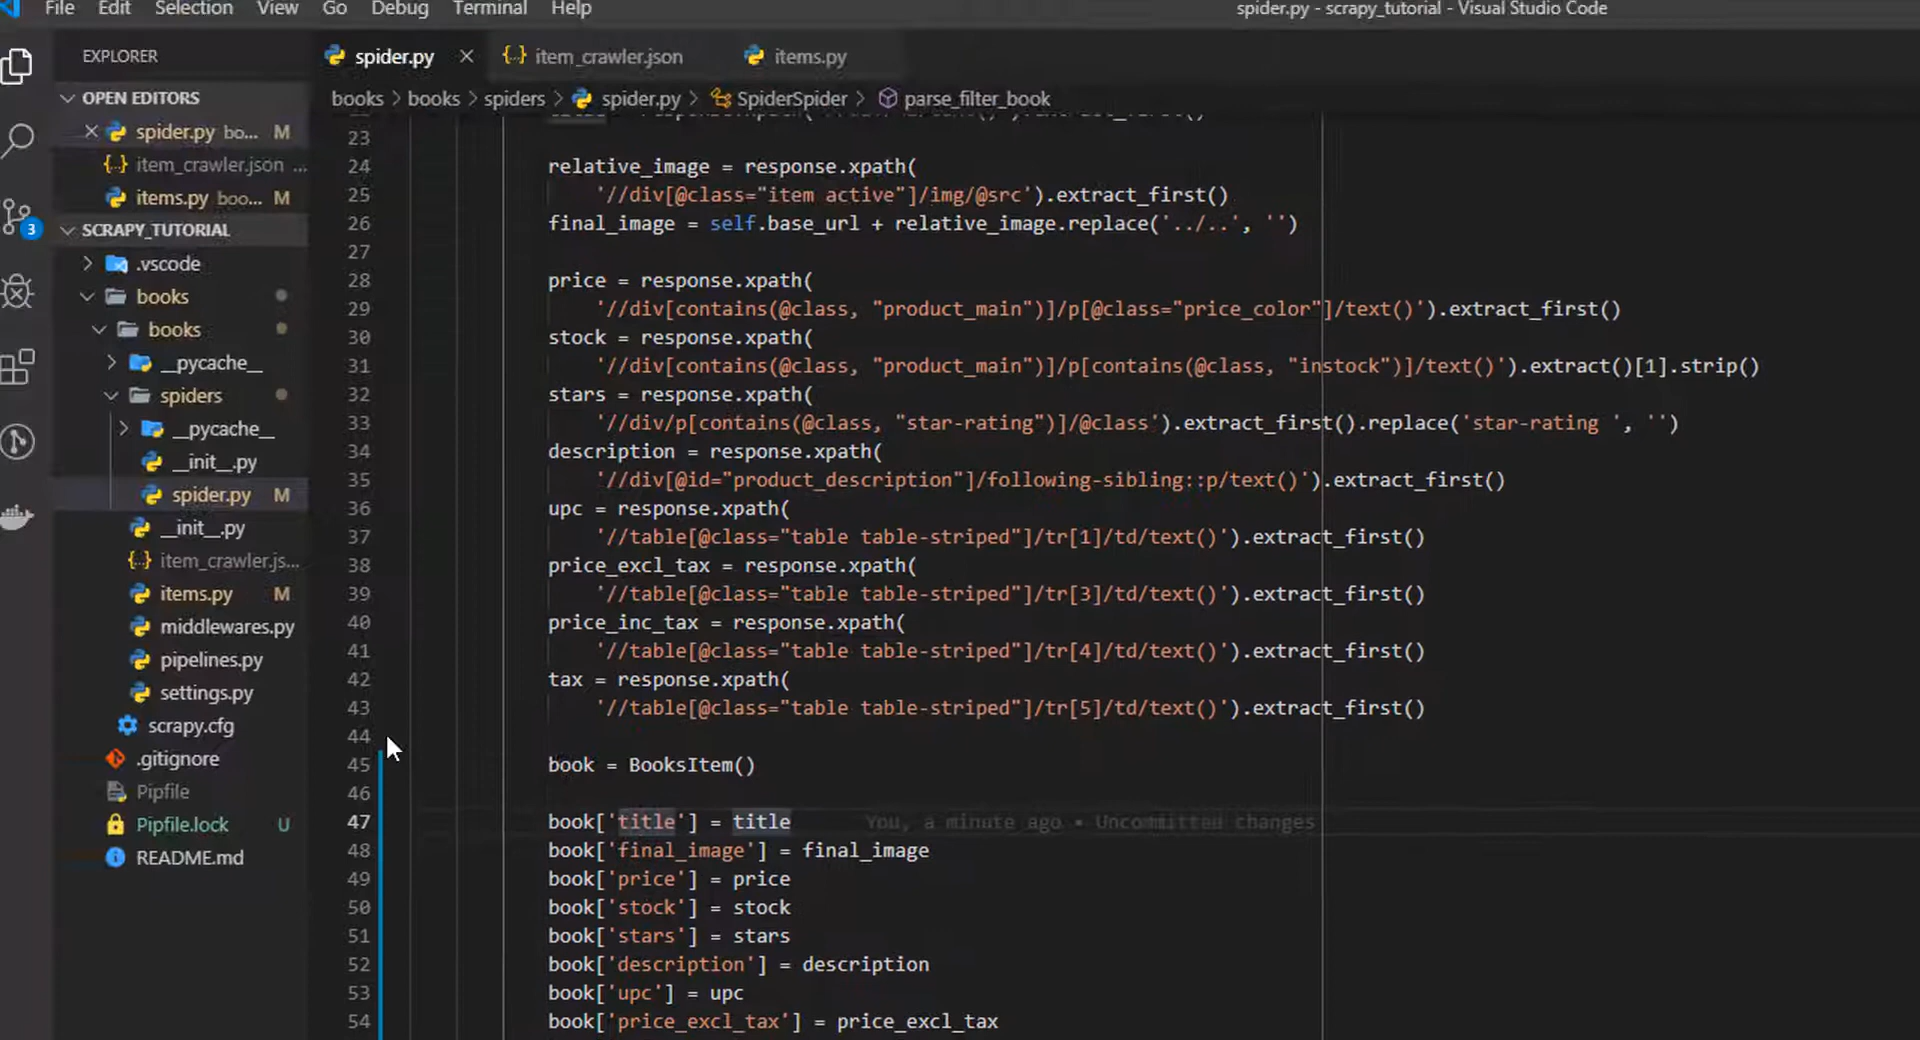 File Edit Selection View Go Debug Terminal Help
spider.py - scrapy_tutorial - Visual Studio Code
EXPLORER
OPEN EDITORS
spider.py bo... M
item_crawler.json ...
items.py boo... M
SCRAPY_TUTORIAL
.vscode
books
books
__pycache__
spiders
__pycache__
__init__.py
spider.py M
__init__.py
item_crawler.js...
items.py M
middlewares.py
pipelines.py
settings.py
scrapy.cfg
.gitignore
Pipfile
Pipfile.lock U
README.md
3
spider.py item_crawler.json items.py
books > books > spiders > spider.py > SpiderSpider > parse_filter_book
23
24 relative_image = response.xpath(
25 '//div[@class="item active"]/img/@src').extract_first()
26 final_image = self.base_url + relative_image.replace('../..', '')
27
28 price = response.xpath(
29 '//div[contains(@class, "product_main")]/p[@class="price_color"]/text()').extract_first()
30 stock = response.xpath(
31 '//div[contains(@class, "product_main")]/p[contains(@class, "instock")]/text()').extract()[1].strip()
32 stars = response.xpath(
33 '//div/p[contains(@class, "star-rating")]/@class').extract_first().replace('star-rating ', '')
34 description = response.xpath(
35 '//div[@id="product_description"]/following-sibling::p/text()').extract_first()
36 upc = response.xpath(
37 '//table[@class="table table-striped"]/tr[1]/td/text()').extract_first()
38 price_excl_tax = response.xpath(
39 '//table[@class="table table-striped"]/tr[3]/td/text()').extract_first()
40 price_inc_tax = response.xpath(
41 '//table[@class="table table-striped"]/tr[4]/td/text()').extract_first()
42 tax = response.xpath(
43 '//table[@class="table table-striped"]/tr[5]/td/text()').extract_first()
44
45 book = BooksItem()
46
47 book['title'] = title You, a minute ago • Uncommitted changes
48 book['final_image'] = final_image
49 book['price'] = price
50 book['stock'] = stock
51 book['stars'] = stars
52 book['description'] = description
53 book['upc'] = upc
54 book['price_excl_tax'] = price_excl_tax